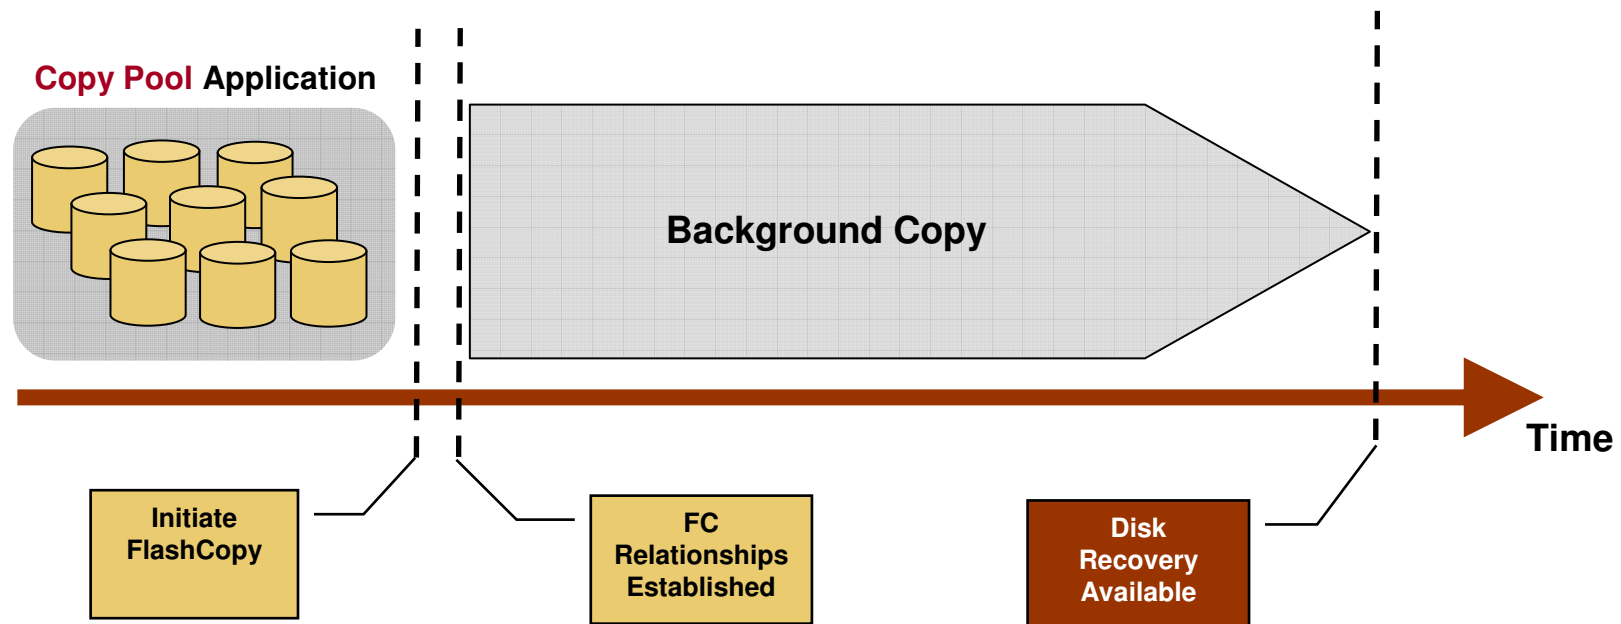 Copy Pool Application
Background Copy
Time
Initiate
FlashCopy
FC
Relationships
Established
Disk
Recovery
Available